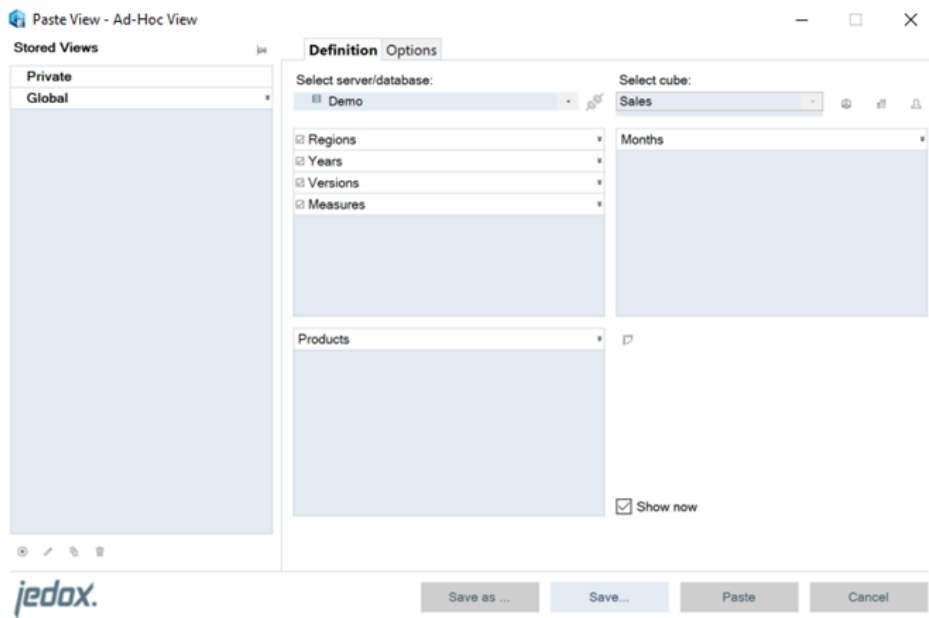 Paste View - Ad-Hoc View
Stored Views
Private
Global
Definition Options
Select server/database:
Select cube:
Demo
Sales
Regions
Years
Versions
Measures
Months
Products
Show now
jedox.
Save as ...
Save...
Paste
Cancel